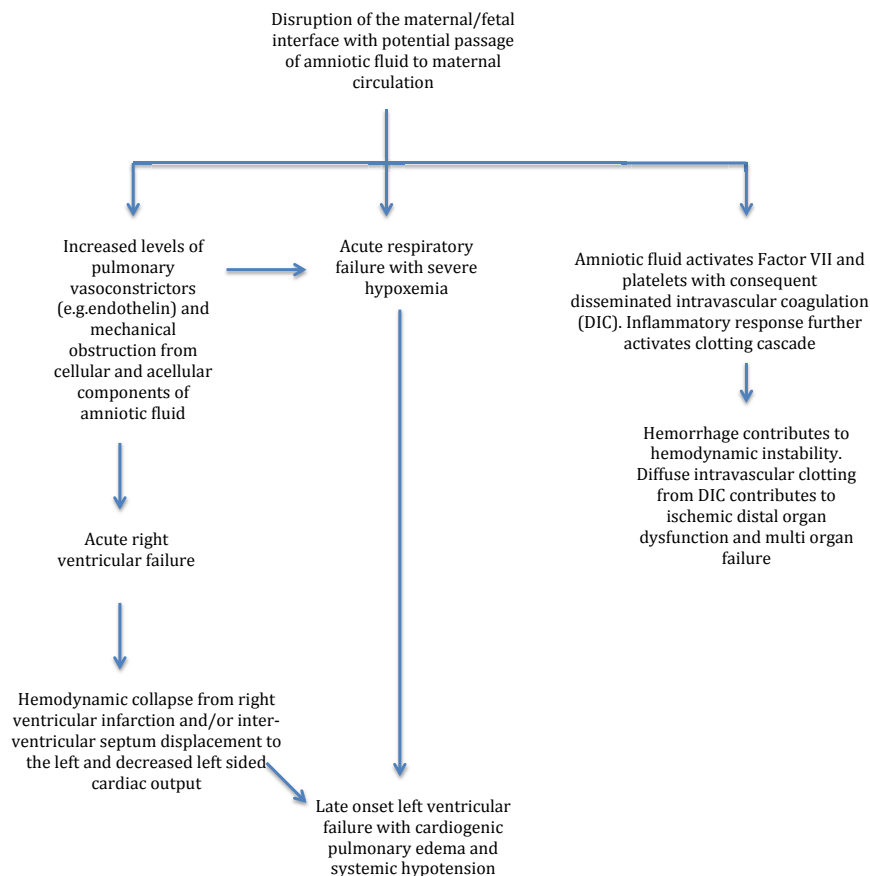 Disruption of the maternal/fetal
interface with potential passage
of amniotic fluid to maternal
circulation
Increased levels of
pulmonary
vasoconstrictors
(e.g.endothelin) and
mechanical
obstruction from
cellular and acellular
components of
amniotic fluid
Acute respiratory
failure with severe
hypoxemia
Amniotic fluid activates Factor VII and
platelets with consequent
disseminated intravascular coagulation
(DIC). Inflammatory response further
activates clotting cascade
Hemorrhage contributes to
hemodynamic instability.
Diffuse intravascular clotting
from DIC contributes to
ischemic distal organ
dysfunction and multi organ
failure
Acute right
ventricular failure
Hemodynamic collapse from right
ventricular infarction and/or inter-
ventricular septum displacement to
the left and decreased left sided
cardiac output
Late onset left ventricular
failure with cardiogenic
pulmonary edema and
systemic hypotension